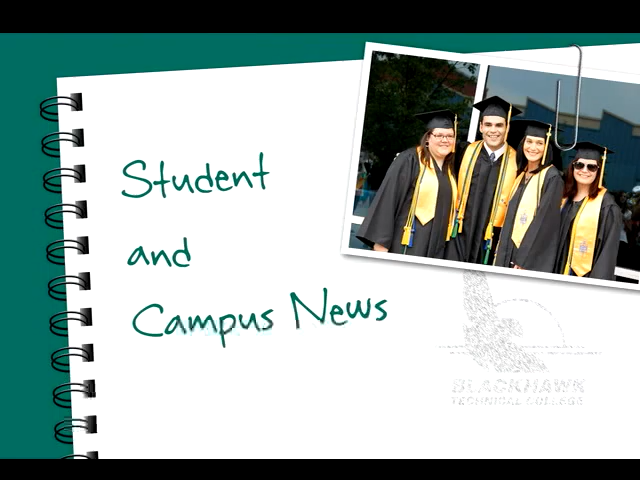 Student
and
Campus News
BLACKHAWK
TECHNICAL COLLEGE